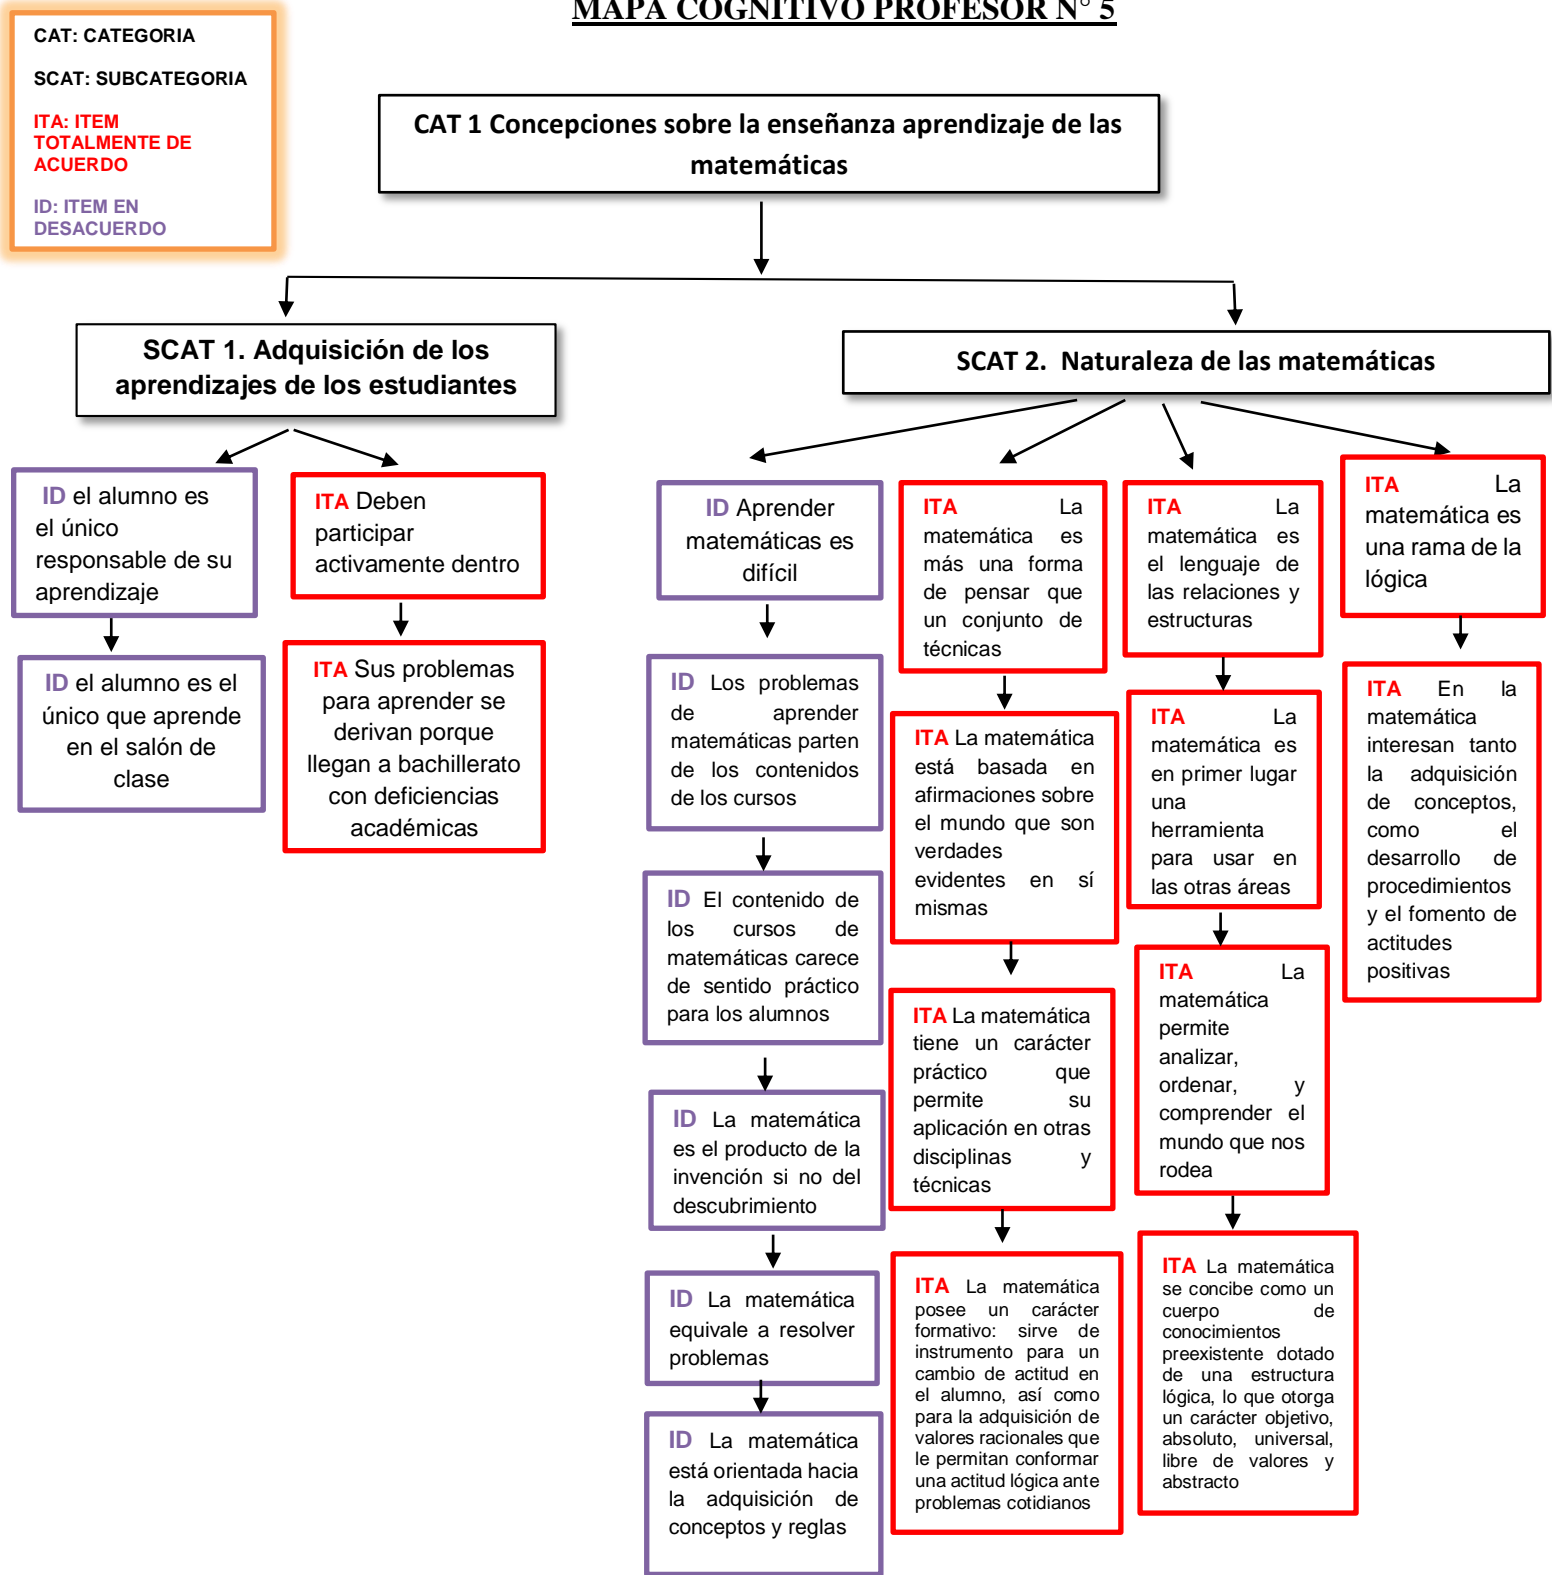 MAPA COGNITIVO PROFESOR N° 5
CAT: CATEGORIA
SCAT: SUBCATEGORIA
ITA: ITEM
TOTALMENTE DE
ACUERDO
ID: ITEM EN
DESACUERDO
CAT 1 Concepciones sobre la enseñanza aprendizaje de las
matemáticas
SCAT 1. Adquisición de los
aprendizajes de los estudiantes
SCAT 2.  Naturaleza de las matemáticas
ID el alumno es
el único
responsable de su
aprendizaje
ID el alumno es el
único que aprende
en el salón de
clase
ITA Deben
participar
activamente dentro
ITA Sus problemas
para aprender se
derivan porque
llegan a bachillerato
con deficiencias
académicas
ID Aprender
matemáticas es
difícil
ID Los problemas
de aprender
matemáticas parten
de los contenidos
de los cursos
ID El contenido de
los cursos de
matemáticas carece
de sentido práctico
para los alumnos
ID La matemática
es el producto de la
invención si no del
descubrimiento
ID La matemática
equivale a resolver
problemas
ID La matemática
está orientada hacia
la adquisición de
conceptos y reglas
ITA La
matemática es
más una forma
de pensar que
un conjunto de
técnicas
ITA La matemática
está basada en
afirmaciones sobre
el mundo que son
verdades
evidentes en sí
mismas
ITA La matemática
tiene un carácter
práctico que
permite su
aplicación en otras
disciplinas y
técnicas
ITA La matemática
posee un carácter
formativo: sirve de
instrumento para un
cambio de actitud en
el alumno, así como
para la adquisición de
valores racionales que
le permitan conformar
una actitud lógica ante
problemas cotidianos
ITA La
matemática es
el lenguaje de
las relaciones y
estructuras
ITA La
matemática es
en primer lugar
una
herramienta
para usar en
las otras áreas
ITA La
matemática
permite
analizar,
ordenar, y
comprender el
mundo que nos
rodea
ITA La matemática
se concibe como un
cuerpo de
conocimientos
preexistente dotado
de una estructura
lógica, lo que otorga
un carácter objetivo,
absoluto, universal,
libre de valores y
abstracto
ITA La
matemática es
una rama de la
lógica
ITA En la
matemática
interesan tanto
la adquisición
de conceptos,
como el
desarrollo de
procedimientos
y el fomento de
actitudes
positivas